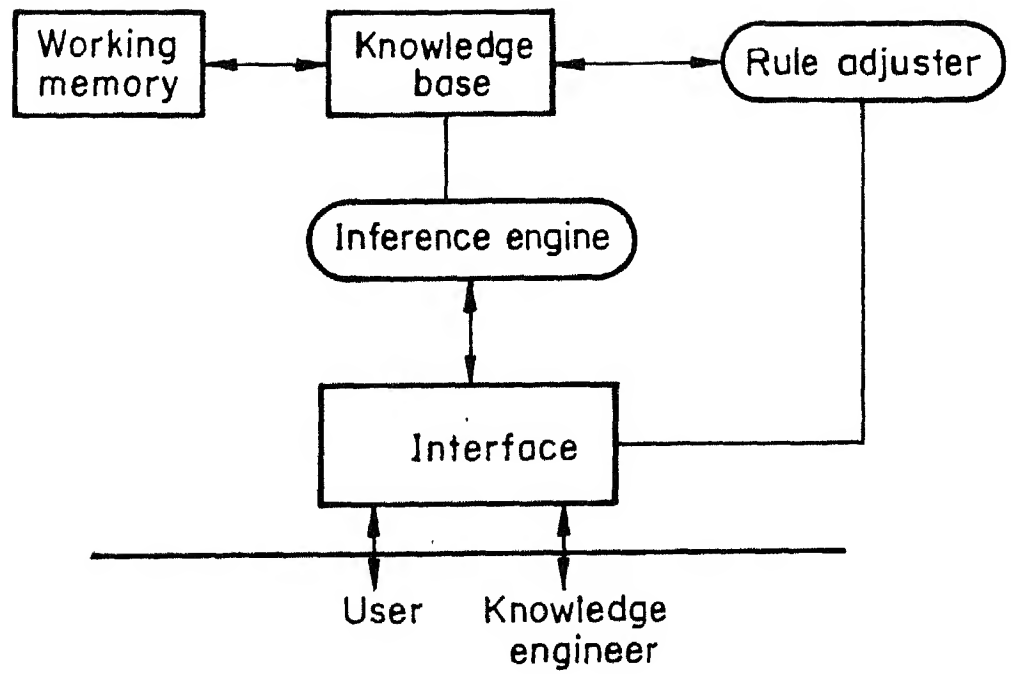 Working
memory
Knowledge
base
Rule adjuster
Inference engine
Interface
User
Knowledge
engineer